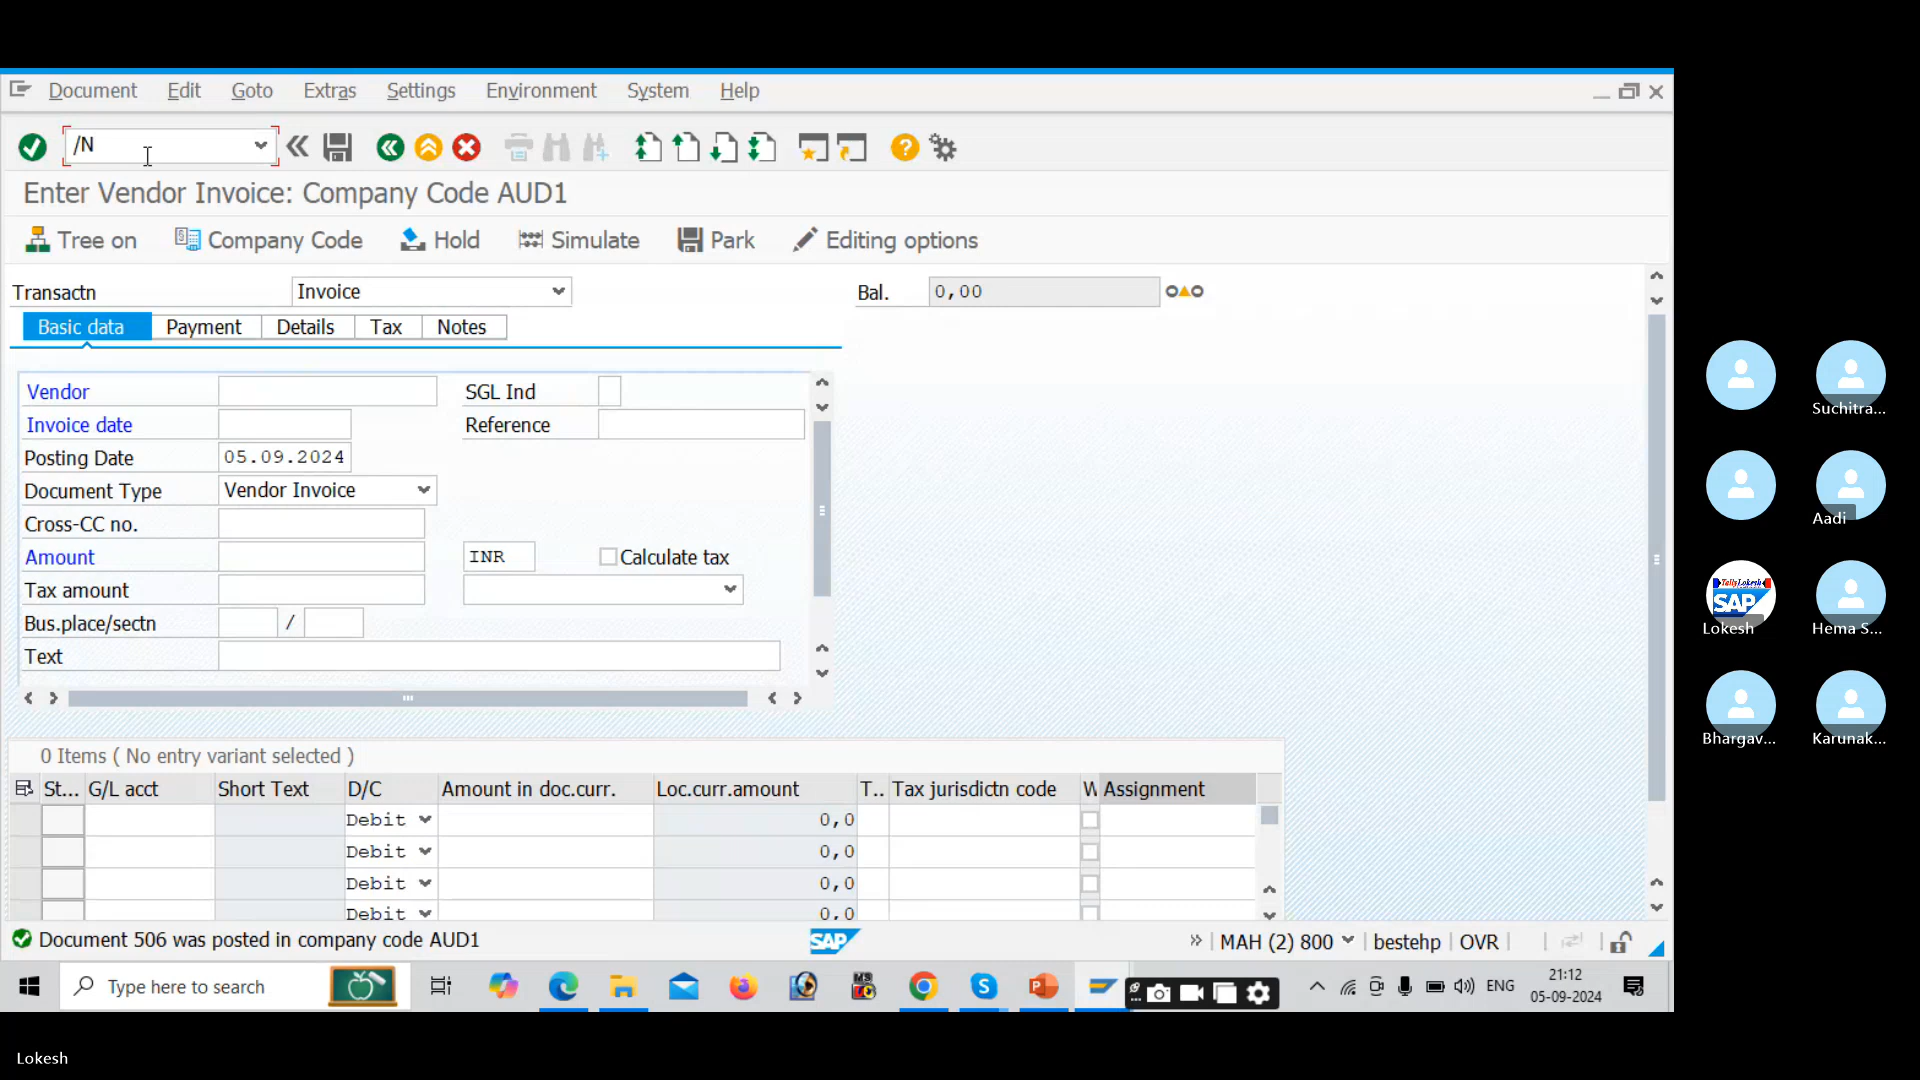 Document Edit Goto Extras Settings Environment System Help
/N
Enter Vendor Invoice: Company Code AUD1
Tree on Company Code Hold Simulate Park Editing options
Transactn Invoice Bal. 0,00
Basic data Payment Details Tax Notes
Vendor SGL Ind
Invoice date Reference
Posting Date 05.09.2024
Document Type Vendor Invoice
Cross-CC no.
Amount INR Calculate tax
Tax amount
Bus.place/sectn /
Text
0 Items ( No entry variant selected )
St... G/L acct Short Text D/C Amount in doc.curr. Loc.curr.amount T.. Tax jurisdictn code W Assignment
Debit 0,0
Debit 0,0
Debit 0,0
Debit 0,0
Document 506 was posted in company code AUD1 SAP MAH (2) 800 bestehp OVR
Type here to search ENG 21:12
05-09-2024
Suchitra...
Aadi
TallyLokesh
SAP
Lokesh Hema S...
Bhargav... Karunak...
Lokesh